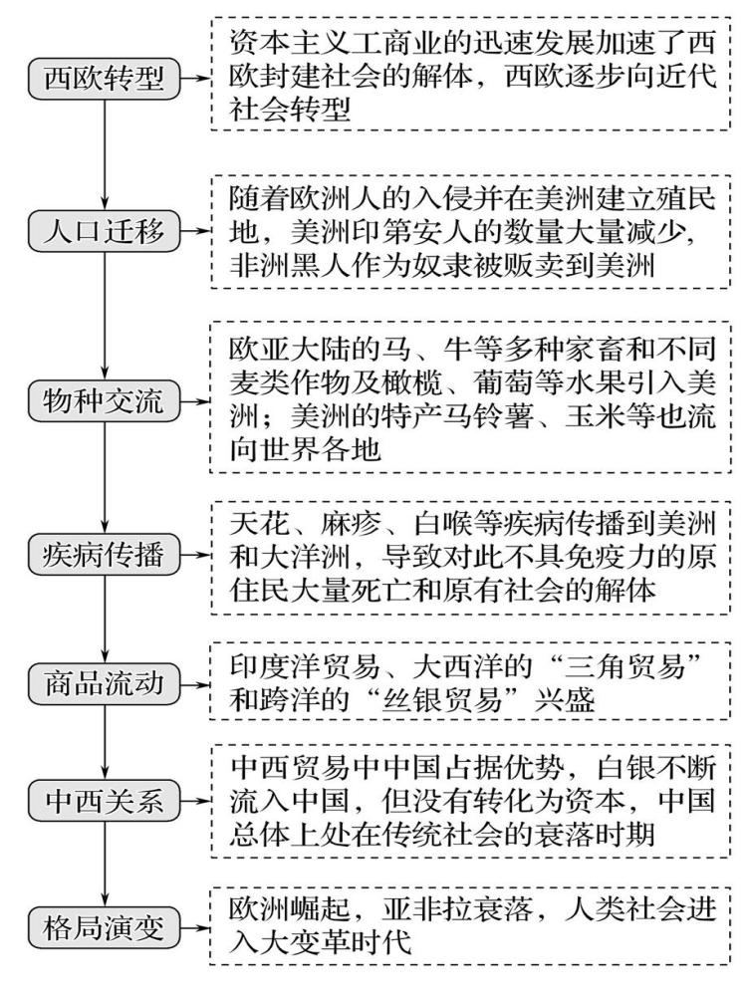 西欧转型
资本主义工商业的迅速发展加速了西
欧封建社会的解体，西欧逐步向近代
社会转型
人口迁移
随着欧洲人的入侵并在美洲建立殖民
地，美洲印第安人的数量大量减少，
非洲黑人作为奴隶被贩卖到美洲
物种交流
欧亚大陆的马、牛等多种家畜和不同
麦类作物及橄榄、葡萄等水果引入美
洲；美洲的特产马铃薯、玉米等也流
向世界各地
疾病传播
天花、麻疹、白喉等疾病传播到美洲
和大洋洲，导致对此不具免疫力的原
住民大量死亡和原有社会的解体
商品流动
印度洋贸易、大西洋的“三角贸易”
和跨洋的“丝银贸易”兴盛
中西关系
中西贸易中中国占据优势，白银不断
流入中国，但没有转化为资本，中国
总体上处在传统社会的衰落时期
格局演变
欧洲崛起，亚非拉衰落，人类社会进
入大变革时代